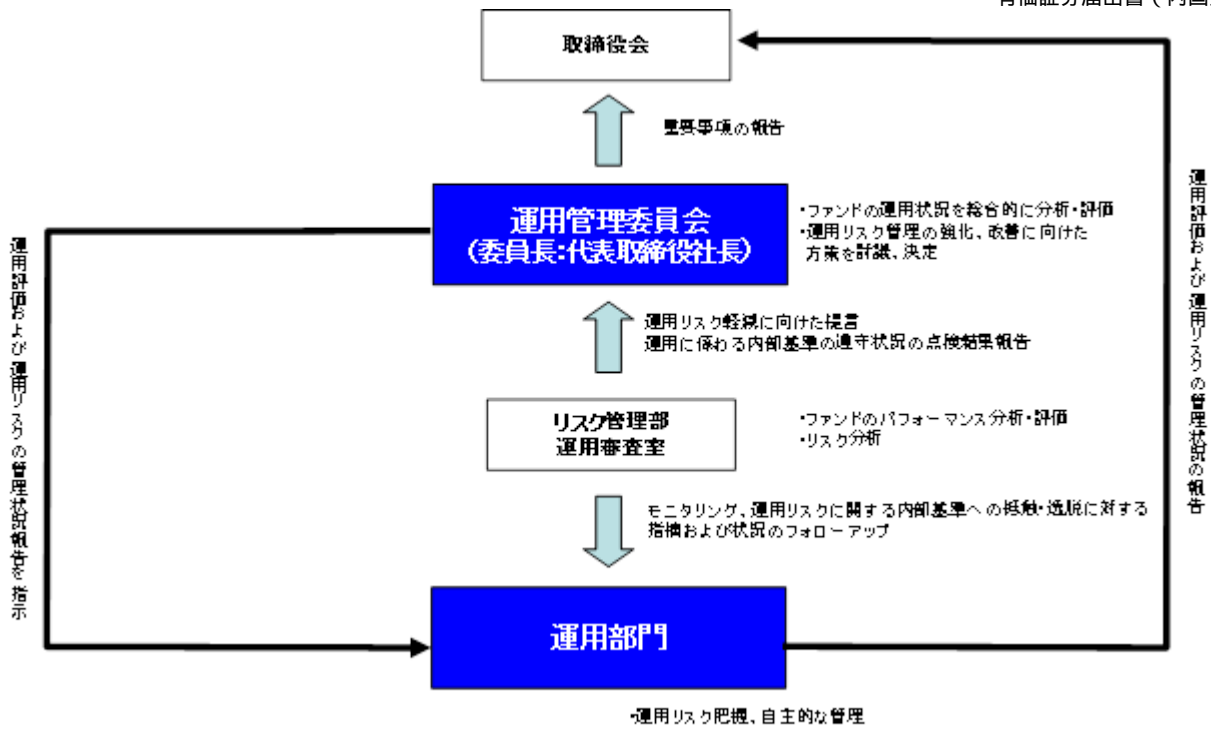 取締役会
重要事項の報告
運用管理委員会
（委員長：代表取締役社長）
・ファンドの運用状況を総合的に分析・評価
・運用リスク管理の強化、改善に向けた
方策を討議、決定
運用リスク軽減に向けた提言
運用に係わる内部基準の遵守状況の点検結果報告
リスク管理部
運用審査室
・ファンドのパフォーマンス分析・評価
・リスク分析
モニタリング、運用リスクに関する内部基準への抵触・逸脱に対する
指摘および状況のフォローアップ
運用部門
・運用リスク把握、自主的な管理
運用評価および運用リスクの管理状況報告を指示
運用評価および運用リスクの管理状況の報告